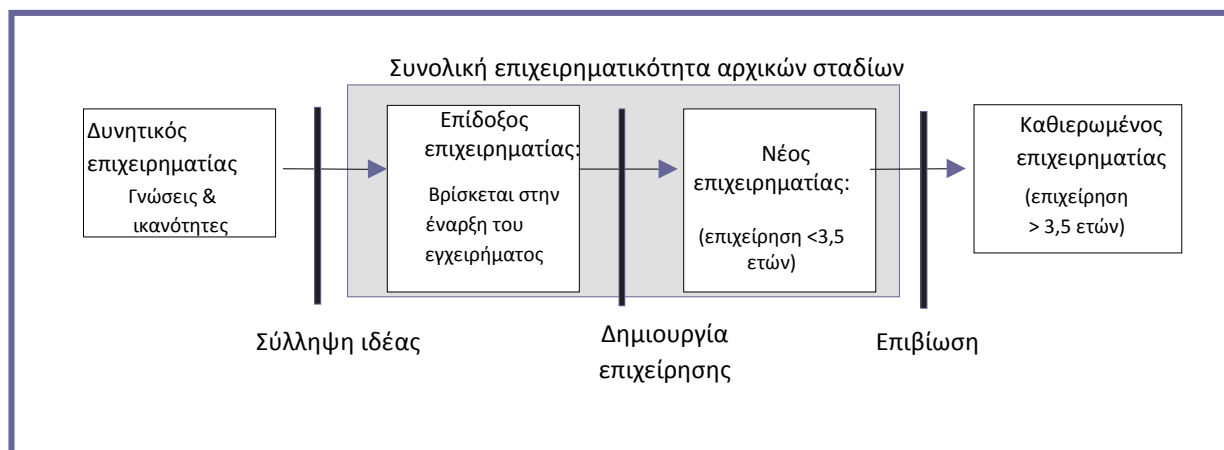 Συνολική επιχειρηματικότητα αρχικών σταδίων
Δυνητικός
επιχειρηματίας
Γνώσεις &
ικανότητες
Επίδοξος
επιχειρηματίας:
Βρίσκεται στην
έναρξη του
εγχειρήματος
Νέος
επιχειρηματίας:
(επιχείρηση <3,5
ετών)
Καθιερωμένος
επιχειρηματίας
(επιχείρηση
> 3,5 ετών)
Σύλληψη ιδέας
Δημιουργία
επιχείρησης
Επιβίωση